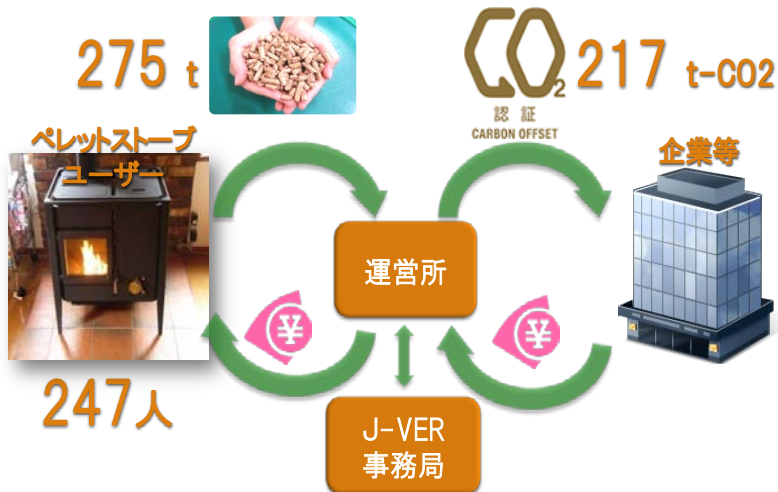 275 t
CO2
認証
CARBON OFFSET
217 t-CO2
ペレットストーブ
ユーザー
企業等
運営所
¥
¥
247人
J-VER
事務局